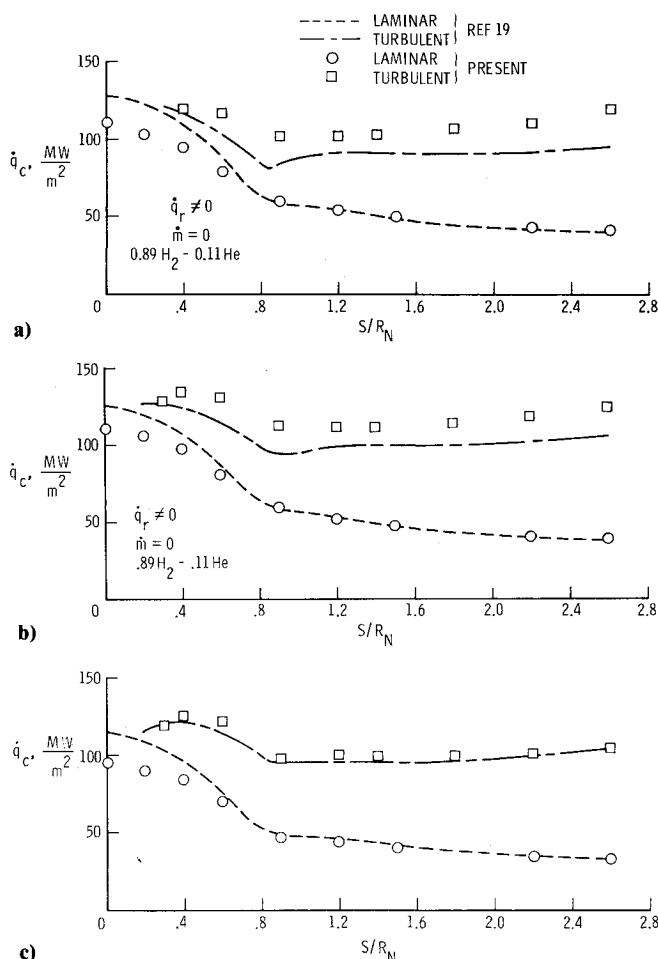 LAMINAR
TURBULENT
REF 19
LAMINAR
TURBULENT
PRESENT
150
100
50
q̇c, MW/m²
q̇r ≠ 0
ṁ = 0
0.89 H2 - 0.11 He
0 .4 .8 1.2 1.6 2.0 2.4 2.8
S/RN
a)
150
100
50
q̇c, MW/m²
q̇r ≠ 0
ṁ = 0
.89 H2 - .11 He
0 .4 .8 1.2 1.6 2.0 2.4 2.8
S/RN
b)
150
100
50
q̇c, MW/m²
0 .4 .8 1.2 1.6 2.0 2.4 2.8
S/RN
c)